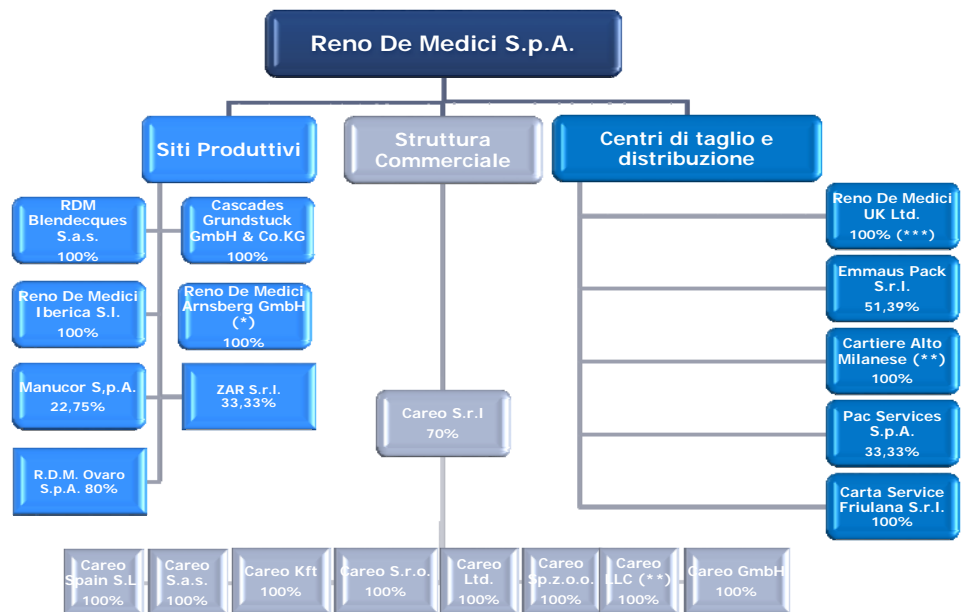 Reno De Medici S.p.A.
Siti Produttivi
Struttura
Commerciale
Centri di taglio e
distribuzione
RDM
Blendecques
S.a.s.
100%
Cascades
Grundstuck
GmbH & Co.KG
100%
Reno De Medici
Iberica S.l.
100%
Reno De Medici
Arnsberg GmbH
(*)
100%
Manucor S,p.A.
22,75%
ZAR S.r.l.
33,33%
R.D.M. Ovaro
S.p.A. 80%
Careo S.r.l
70%
Reno De Medici
UK Ltd.
100% (***)
Emmaus Pack
S.r.l.
51,39%
Cartiere Alto
Milanese (**)
100%
Pac Services
S.p.A.
33,33%
Carta Service
Friulana S.r.l.
100%
Careo
Spain S.L
100%
Careo
S.a.s.
100%
Careo Kft
100%
Careo S.r.o.
100%
Careo
Ltd.
100%
Careo
Sp.z.o.o.
100%
Careo
LLC (**)
100%
Careo GmbH
100%